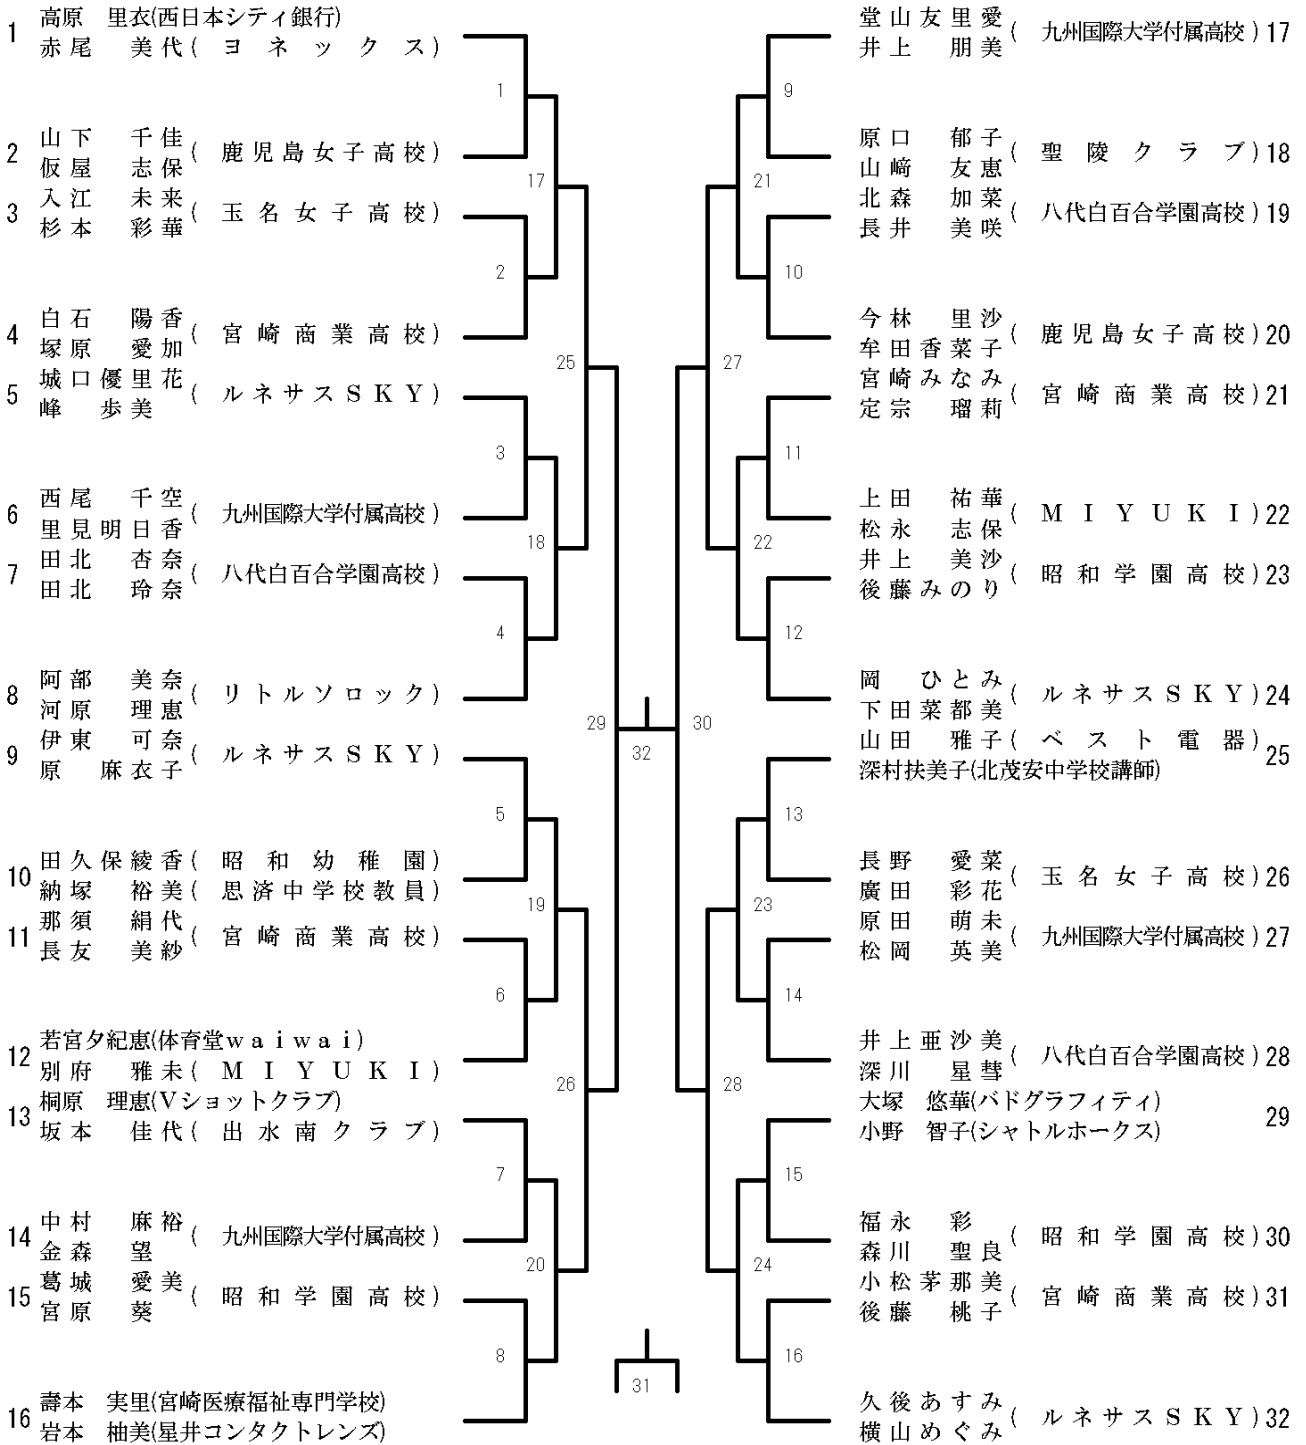 1 高原 里衣(西日本シティ銀行)
赤尾 美代(ヨネックス)
2 山下 千佳(鹿児島女子高校)
仮屋 志保
3 入江 未来(玉名女子高校)
杉本 彩華
4 白石 陽香(宮崎商業高校)
塚原 愛加
5 城口優里花(ルネサスSKY)
峰 歩美
6 西尾 千空(九州国際大学付属高校)
里見明日香
7 田北 杏奈(八代白百合学園高校)
田北 玲奈
8 阿部 美奈(リトルソロック)
河原 理恵
9 伊東 可奈(ルネサスSKY)
原 麻衣子
10 田久保綾香(昭和幼稚園)
納塚 裕美(思済中学校教員)
11 那須 絹代(宮崎商業高校)
長友 美紗
12 若宮夕紀恵(体育堂waiwai)
別府 雅未(MIYUKI)
13 桐原 理恵(Vショットクラブ)
坂本 佳代(出水南クラブ)
14 中村 麻裕(九州国際大学付属高校)
金森 望
15 葛城 愛美(昭和学園高校)
宮原 葵
16 壽本 実里(宮崎医療福祉専門学校)
岩本 柚美(星井コンタクトレンズ)
1
2
3
4
5
6
7
8
17
18
19
20
25
26
29
32
31
30
27
28
21
22
23
24
9
10
11
12
13
14
15
16
堂山友里愛(九州国際大学付属高校)17
井上 朋美
原口 郁子(聖陵クラブ)18
山﨑 友恵
北森 加菜(八代白百合学園高校)19
長井 美咲
今林 里沙(鹿児島女子高校)20
牟田香菜子
宮崎みなみ(宮崎商業高校)21
定宗 瑠莉
上田 祐華(MIYUKI)22
松永 志保
井上 美沙(昭和学園高校)23
後藤みのり
岡 ひとみ(ルネサスSKY)24
下田菜都美
山田 雅子(ベスト電器)25
深村扶美子(北茂安中学校講師)
長野 愛菜(玉名女子高校)26
廣田 彩花
原田 萌未(九州国際大学付属高校)27
松岡 英美
井上亜沙美(八代白百合学園高校)28
深川 星彗
大塚 悠華(バドグラフィティ)29
小野 智子(シャトルホークス)
福永 彩(昭和学園高校)30
森川 聖良
小松茅那美(宮崎商業高校)31
後藤 桃子
久後あすみ(ルネサスSKY)32
横山めぐみ